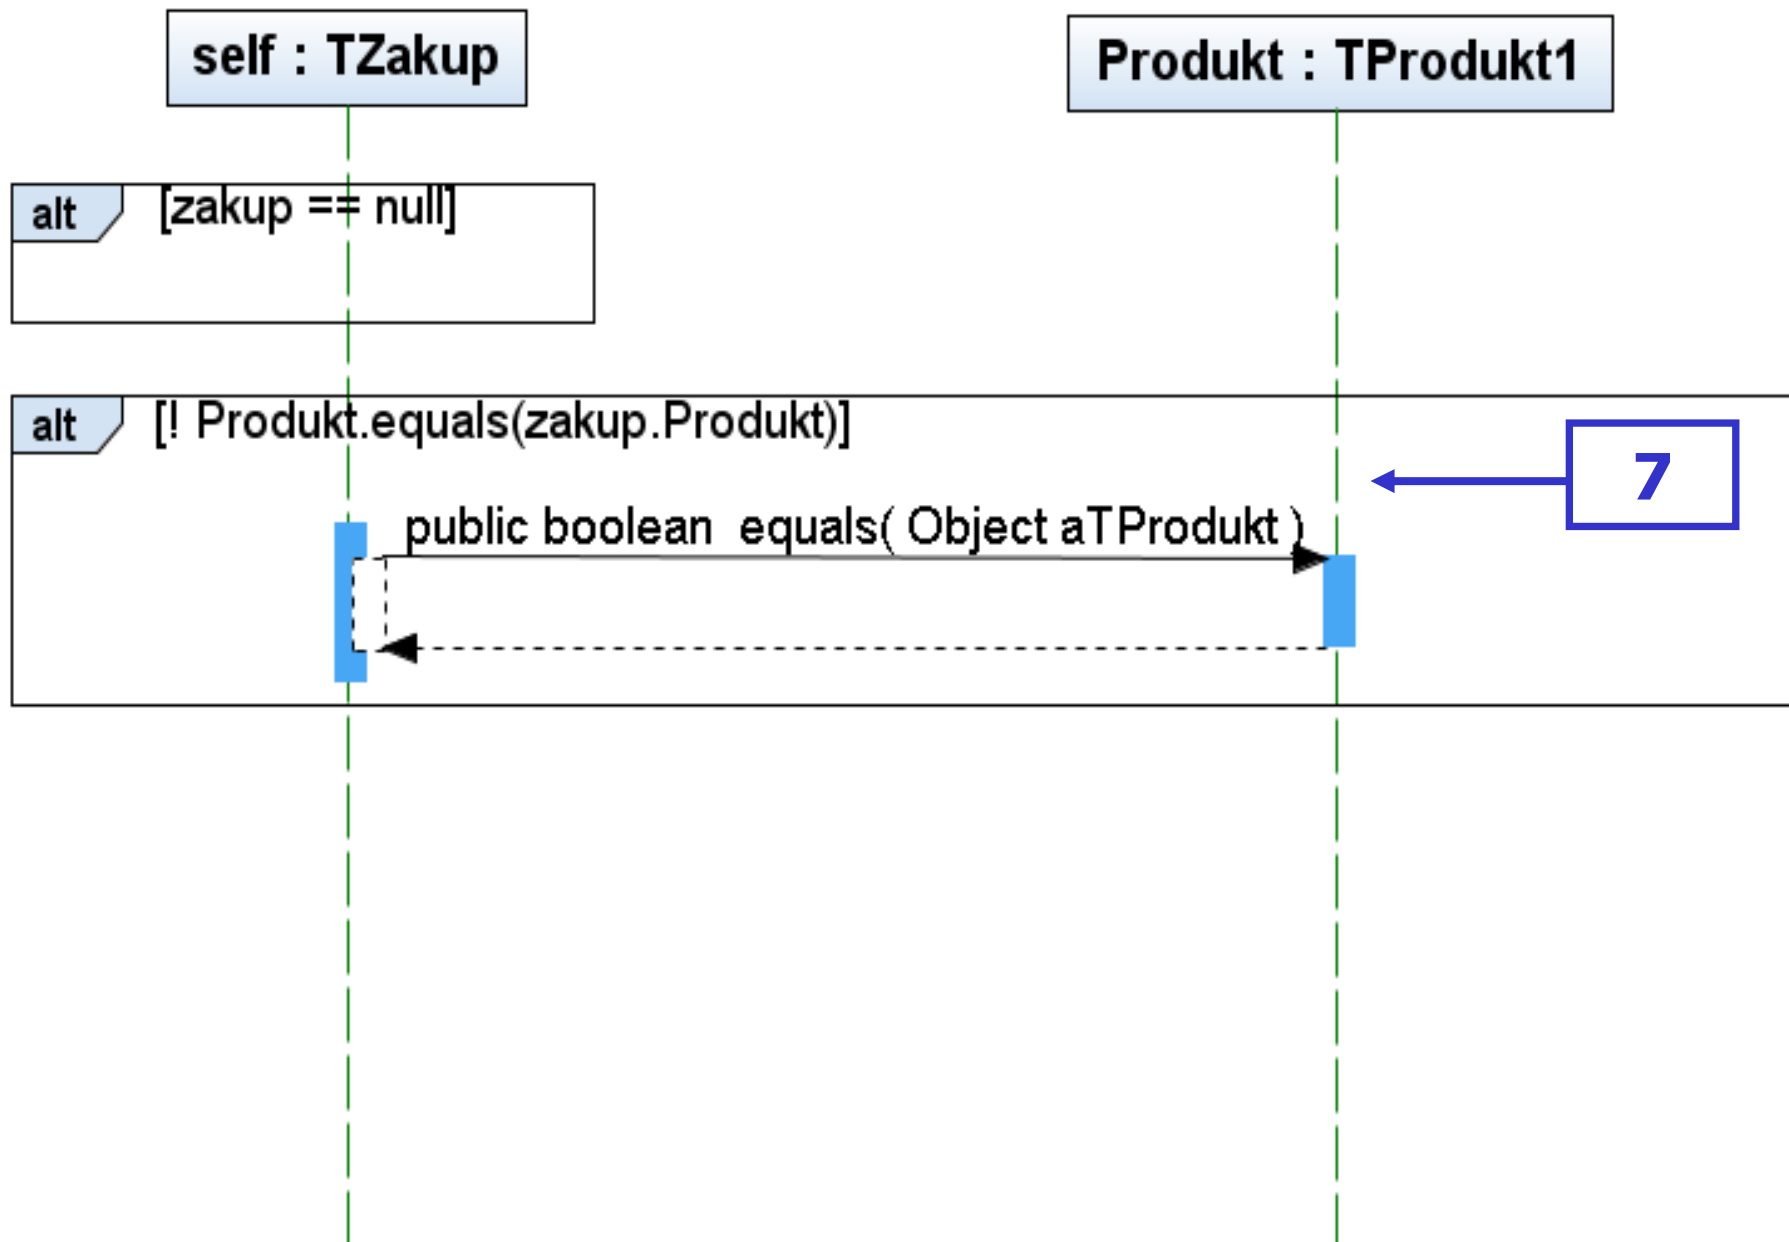 self : TZakup
Produkt : TProdukt1
alt [zakup == null]
alt [! Produkt.equals(zakup.Produkt)]
7
public boolean  equals( Object aTProdukt )